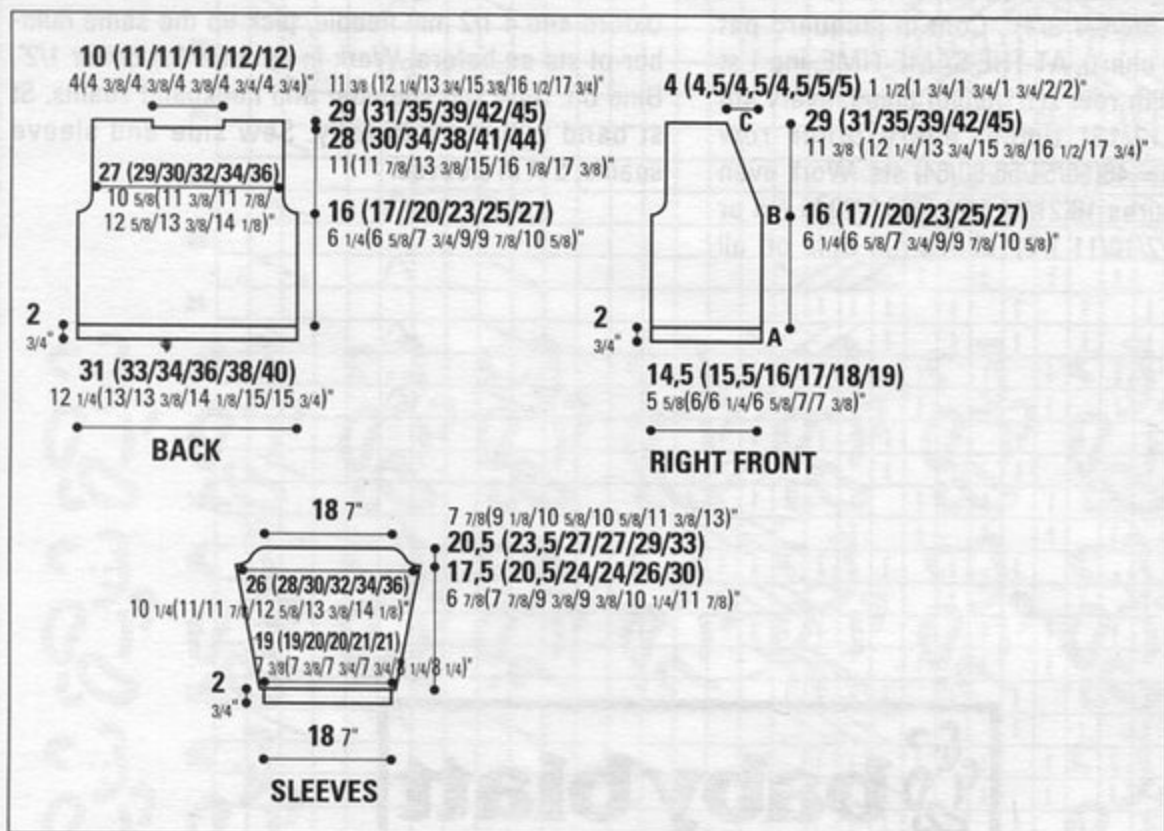 10 (11/11/11/12/12)
4(4 3/8/4 3/8/4 3/8/4 3/4/4 3/4)"
11 3/8 (12 1/4/13 3/4/15 3/8/16 1/2/17 3/4)"
29 (31/35/39/42/45)
28 (30/34/38/41/44)
11(11 7/8/13 3/8/15/16 1/8/17 3/8)"
27 (29/30/32/34/36)
10 5/8(11 3/8/11 7/8/
12 5/8/13 3/8/14 1/8)"
16 (17//20/23/25/27)
6 1/4(6 5/8/7 3/4/9/9 7/8/10 5/8)"
2
3/4"
31 (33/34/36/38/40)
12 1/4(13/13 3/8/14 1/8/15/15 3/4)"
BACK
4 (4,5/4,5/4,5/5/5) 1 1/2(1 3/4/1 3/4/1 3/4/2/2)"
C
29 (31/35/39/42/45)
11 3/8 (12 1/4/13 3/4/15 3/8/16 1/2/17 3/4)"
B
16 (17//20/23/25/27)
6 1/4(6 5/8/7 3/4/9/9 7/8/10 5/8)"
2
3/4"
A
14,5 (15,5/16/17/18/19)
5 5/8(6/6 1/4/6 5/8/7/7 3/8)"
RIGHT FRONT
18 7"
7 7/8(9 1/8/10 5/8/10 5/8/11 3/8/13)"
20,5 (23,5/27/27/29/33)
17,5 (20,5/24/24/26/30)
6 7/8(7 7/8/9 3/8/9 3/8/10 1/4/11 7/8)"
26 (28/30/32/34/36)
10 1/4(11/11 7/8/12 5/8/13 3/8/14 1/8)"
19 (19/20/20/21/21)
7 3/8(7 3/8/7 3/4/7 3/4/8 1/4/8 1/4)"
2
3/4"
18 7"
SLEEVES